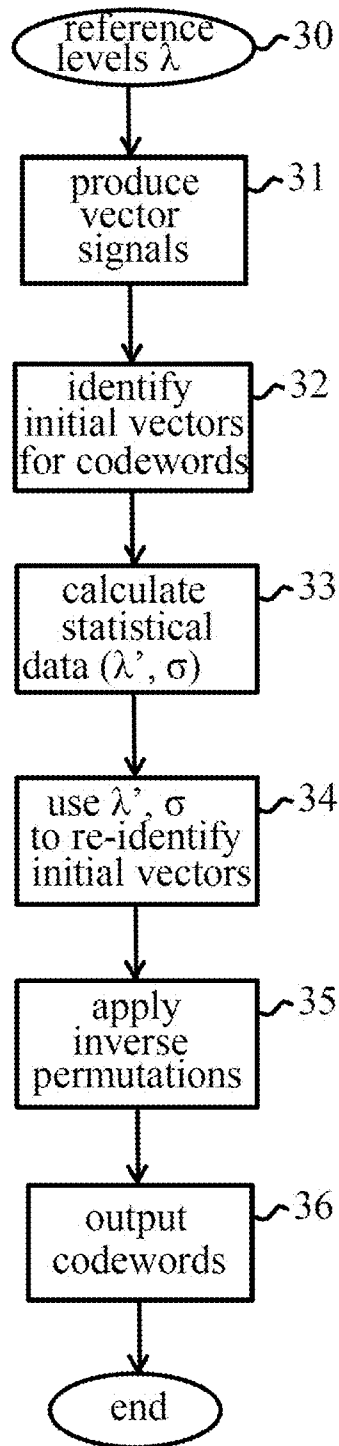 reference
levels λ
30
produce
vector
signals
31
identify
initial vectors
for codewords
32
calculate
statistical
data (λ', σ)
33
use λ', σ
to re-identify
initial vectors
34
apply
inverse
permutations
35
output
codewords
36
end